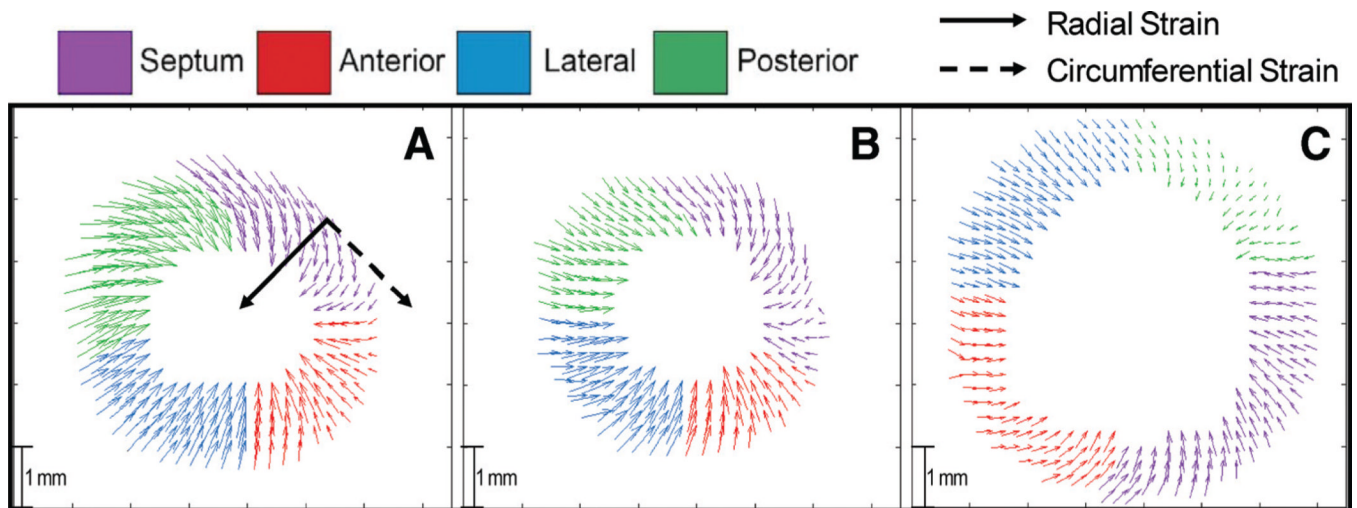 Septum Anterior Lateral Posterior
Radial Strain
Circumferential Strain
A B C
1 mm 1 mm 1 mm